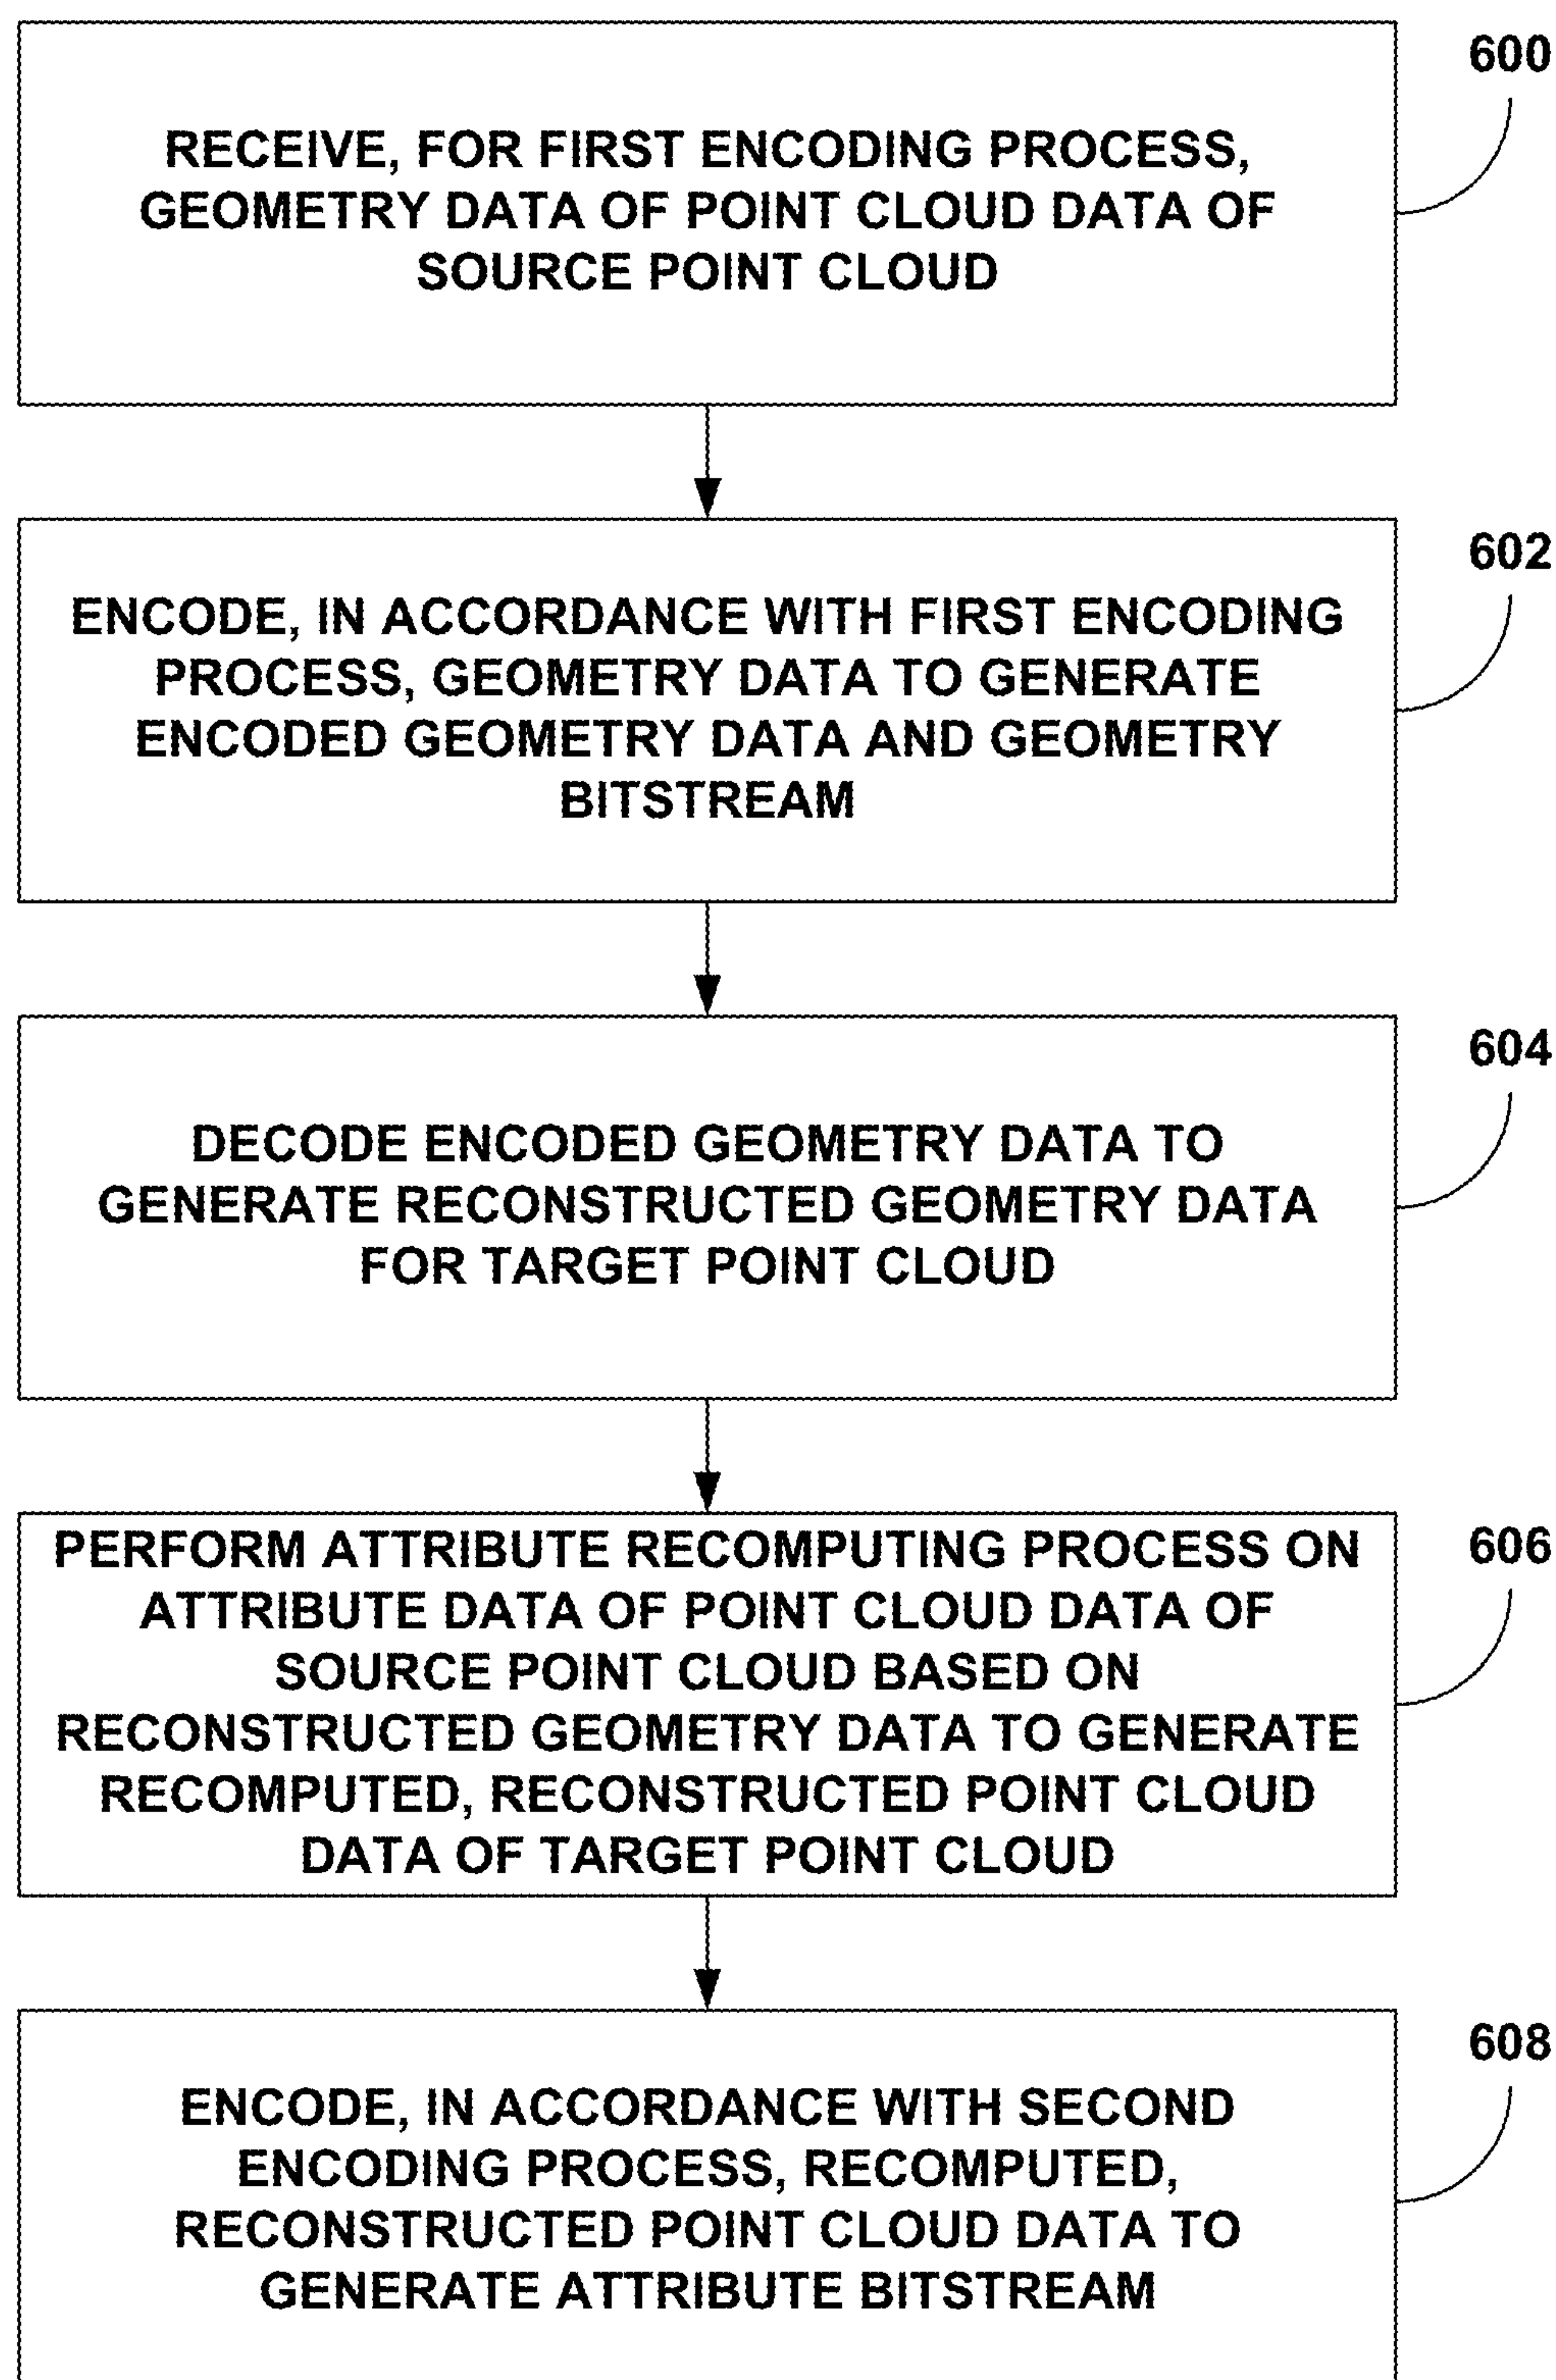 600
RECEIVE, FOR FIRST ENCODING PROCESS,
GEOMETRY DATA OF POINT CLOUD DATA OF
SOURCE POINT CLOUD
602
ENCODE, IN ACCORDANCE WITH FIRST ENCODING
PROCESS, GEOMETRY DATA TO GENERATE
ENCODED GEOMETRY DATA AND GEOMETRY
BITSTREAM
604
DECODE ENCODED GEOMETRY DATA TO
GENERATE RECONSTRUCTED GEOMETRY DATA
FOR TARGET POINT CLOUD
606
PERFORM ATTRIBUTE RECOMPUTING PROCESS ON
ATTRIBUTE DATA OF POINT CLOUD DATA OF
SOURCE POINT CLOUD BASED ON
RECONSTRUCTED GEOMETRY DATA TO GENERATE
RECOMPUTED, RECONSTRUCTED POINT CLOUD
DATA OF TARGET POINT CLOUD
608
ENCODE, IN ACCORDANCE WITH SECOND
ENCODING PROCESS, RECOMPUTED,
RECONSTRUCTED POINT CLOUD DATA TO
GENERATE ATTRIBUTE BITSTREAM